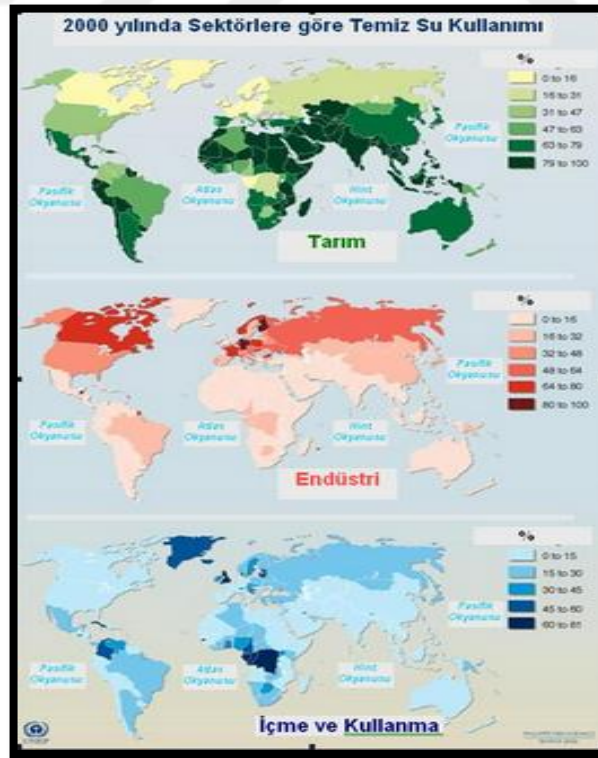 2000 yılında Sektörlere göre Temiz Su Kullanımı
%
0 to 16
16 to 31
31 to 47
47 to 63
63 to 79
79 to 100
Pasifik
Okyanusu
Pasifik
Okyanusu
Atlas
Okyanusu
Hint
Okyanusu
Tarım
%
0 to 16
16 to 32
32 to 48
48 to 64
64 to 80
80 to 100
Pasifik
Okyanusu
Pasifik
Okyanusu
Atlas
Okyanusu
Hint
Okyanusu
Endüstri
%
0 to 15
15 to 30
30 to 45
45 to 60
60 to 81
Pasifik
Okyanusu
Pasifik
Okyanusu
Atlas
Okyanusu
Hint
Okyanusu
İçme ve Kullanma
UNEP